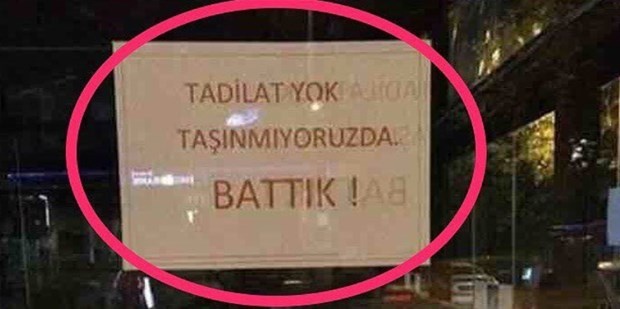 TADİLAT YOK
TAŞINMIYORUZDA.
BATTIK !